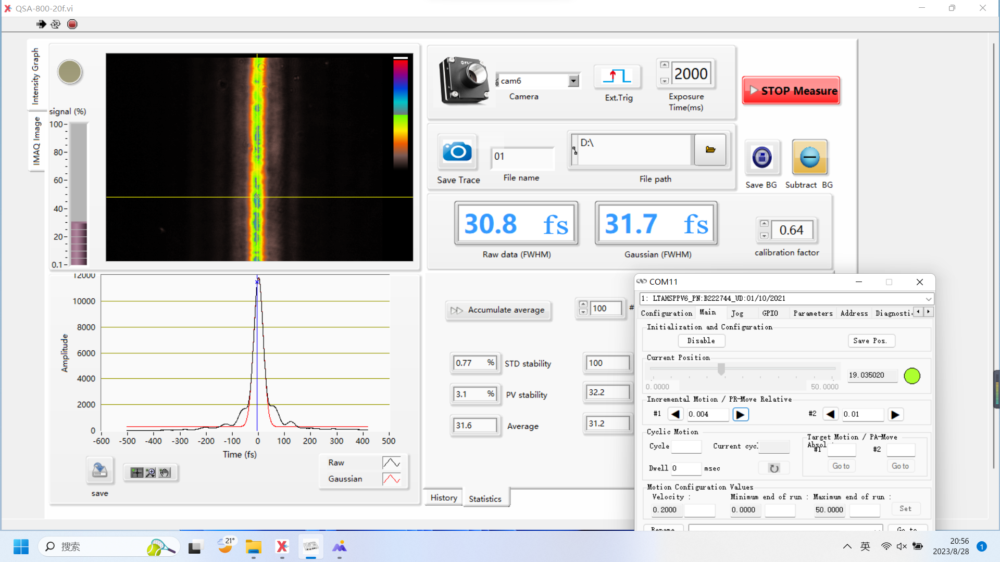 QSA-800-20f.vi
Intensity Graph
IMAQ Image
signal (%)
100
80
60
40
20
0.1
cam6
Camera
Ext.Trig
2000
Exposure
Time(ms)
STOP Measure
Save Trace
01
File name
D:\
File path
Save BG
Subtract BG
30.8 fs
Raw data (FWHM)
31.7 fs
Gaussian (FWHM)
0.64
calibration factor
12000
10000
8000
6000
4000
2000
0
Amplitude
-600 -500 -400 -300 -200 -100 0 100 200 300 400 500
Time (fs)
save
Raw
Gaussian
Accumulate average
100
#
0.77 %
STD stability
100
3.1 %
PV stability
32.2
31.6
Average
31.2
History
Statistics
COM11
1: LTAHSPPV6_PN:B222744_UD:01/10/2021
Configuration Main Jog GPIO Parameters Address Diagnosti
Initialization and Configuration
Disable
Save Pos.
Current Position
19.035020
0.0000
50.0000
Incremental Motion / PR-Move Relative
#1
0.004
#2
0.01
Cyclic Motion
Cycle
Current cyc
Dwell 0 msec
Target Motion / PA-Move
Absol
#1
#2
Go to
Go to
Motion Configuration Values
Velocity :
Minimum end of run :
Maximum end of run :
0.2000
0.0000
50.0000
Set
Rename
Go to
搜索
21°
英
20:56
2023/8/28
1